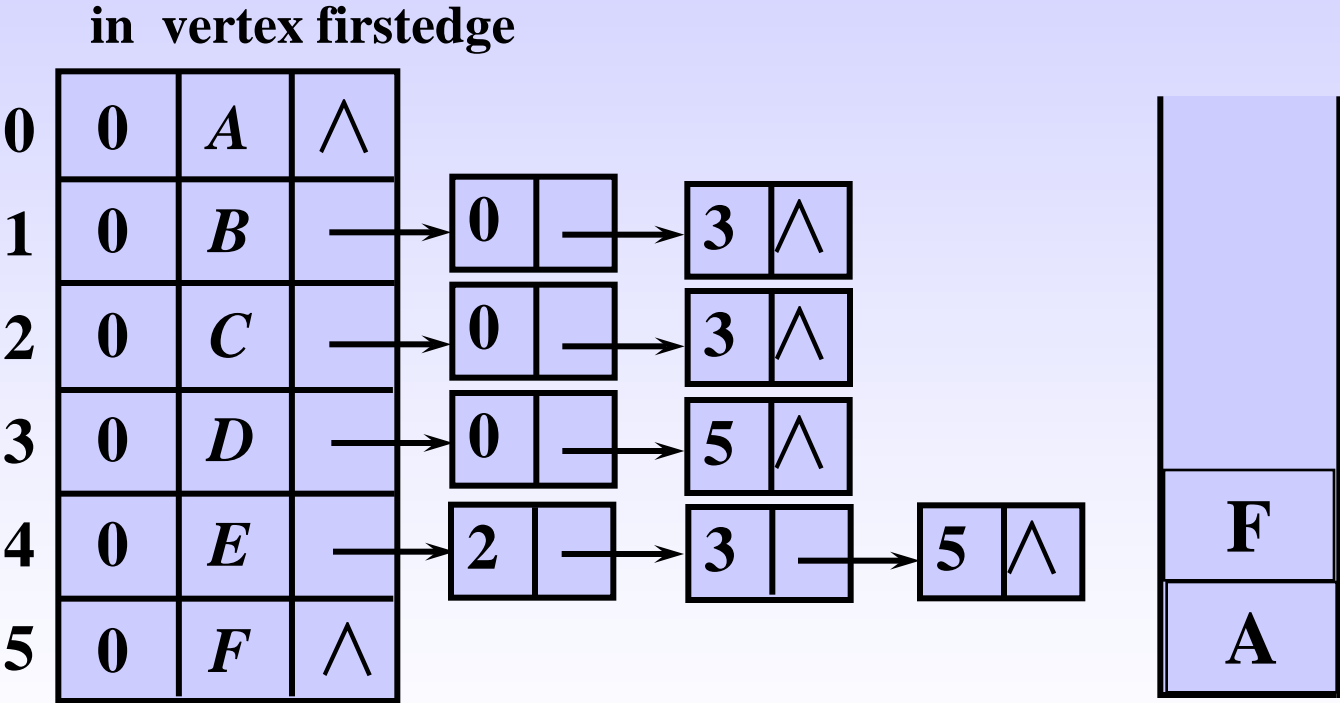 in vertex firstedge
0 0 A ∧
1 0 B 0 3 ∧
2 0 C 0 3 ∧
3 0 D 0 5 ∧
4 0 E 2 3 5 ∧
5 0 F ∧
F
A